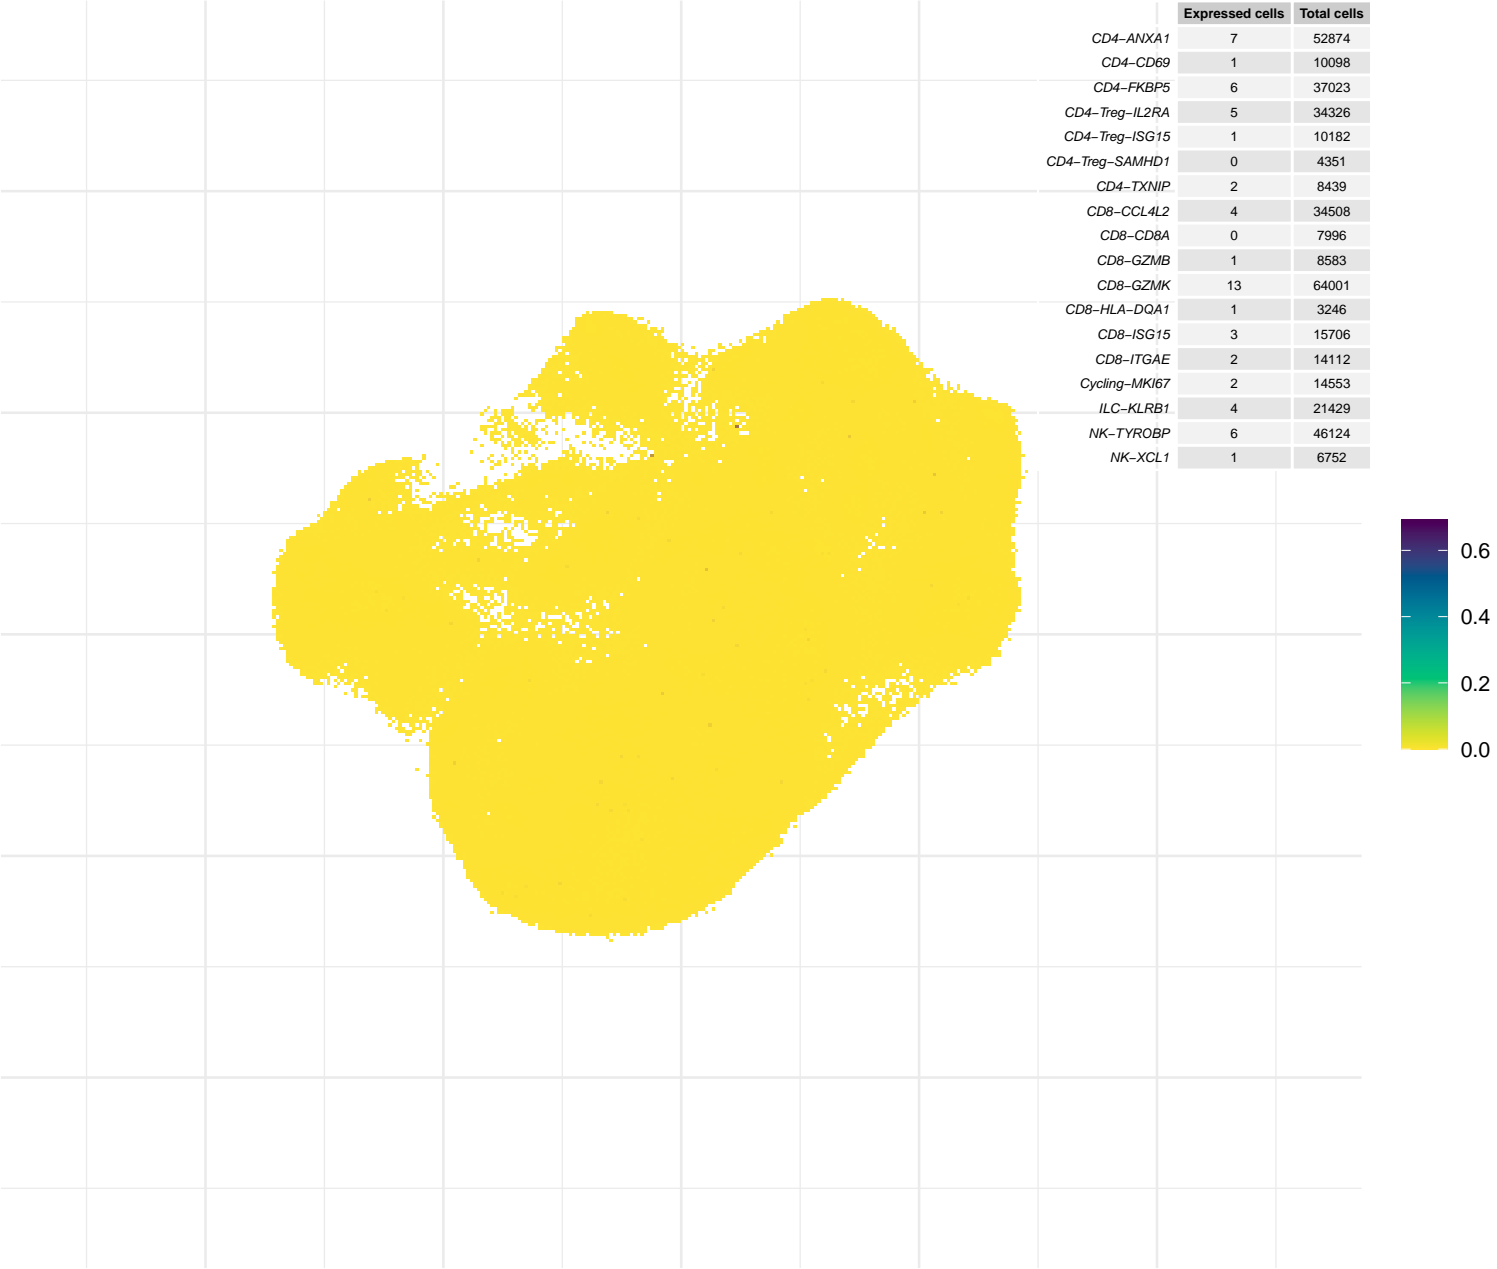 Expressed cells Total cells
CD4−ANXA1 7 52874
CD4−CD69 1 10098
CD4−FKBP5 6 37023
CD4−Treg−IL2RA 5 34326
CD4−Treg−ISG15 1 10182
CD4−Treg−SAMHD1 0 4351
CD4−TXNIP 2 8439
CD8−CCL4L2 4 34508
CD8−CD8A 0 7996
CD8−GZMB 1 8583
CD8−GZMK 13 64001
CD8−HLA−DQA1 1 3246
CD8−ISG15 3 15706
CD8−ITGAE 2 14112
Cycling−MKI67 2 14553
ILC−KLRB1 4 21429
NK−TYROBP 6 46124
NK−XCL1 1 6752
0.6
0.4
0.2
0.0